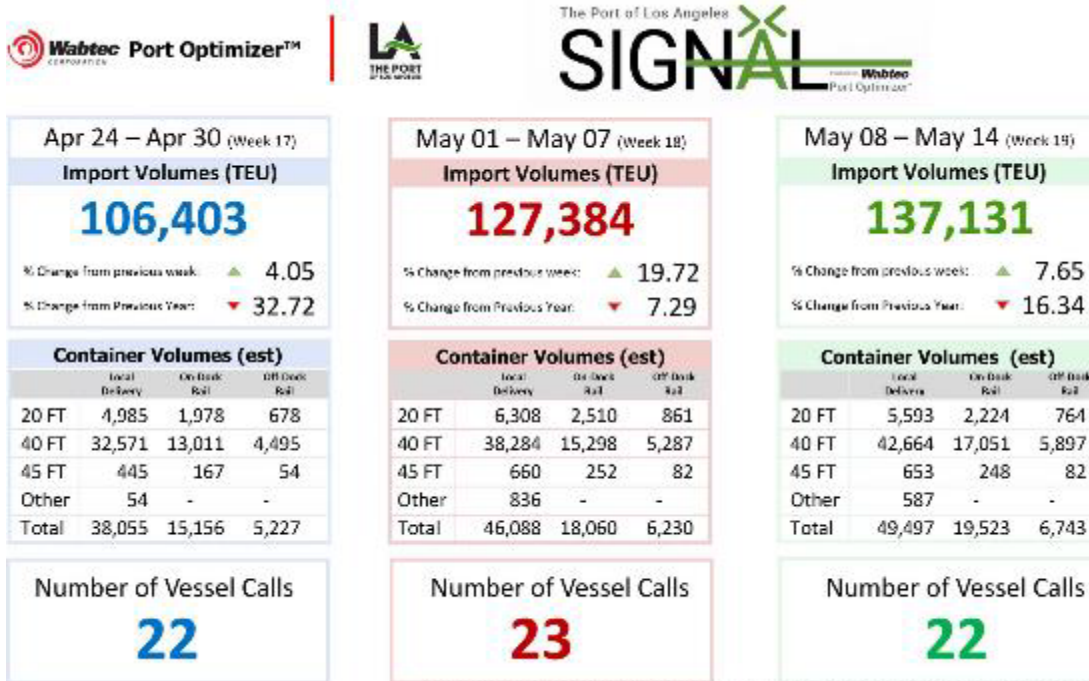 The Port of Los Angeles
Wabtec Port Optimizer™
CORPORATION
LA
THE PORT
OF LOS ANGELES
SIGNAL
Wabtec
Port Optimizer™
Apr 24 – Apr 30 (Week 17)
Import Volumes (TEU)
106,403
% Change from previous week: ▲ 4.05
% Change from Previous Year: ▼ 32.72
Container Volumes (est)
Local Delivery On-Dock Rail Off-Dock Rail
20 FT 4,985 1,978 678
40 FT 32,571 13,011 4,495
45 FT 445 167 54
Other 54 - -
Total 38,055 15,156 5,227
Number of Vessel Calls
22
May 01 – May 07 (Week 18)
Import Volumes (TEU)
127,384
% Change from previous week: ▲ 19.72
% Change from Previous Year: ▼ 7.29
Container Volumes (est)
Local Delivery On-Dock Rail Off-Dock Rail
20 FT 6,308 2,510 861
40 FT 38,284 15,298 5,287
45 FT 660 252 82
Other 836 - -
Total 46,088 18,060 6,230
Number of Vessel Calls
23
May 08 – May 14 (Week 19)
Import Volumes (TEU)
137,131
% Change from previous week: ▲ 7.65
% Change from Previous Year: ▼ 16.34
Container Volumes (est)
Local Delivery On-Dock Rail Off-Dock Rail
20 FT 5,593 2,224 764
40 FT 42,664 17,051 5,897
45 FT 653 248 82
Other 587 - -
Total 49,497 19,523 6,743
Number of Vessel Calls
22